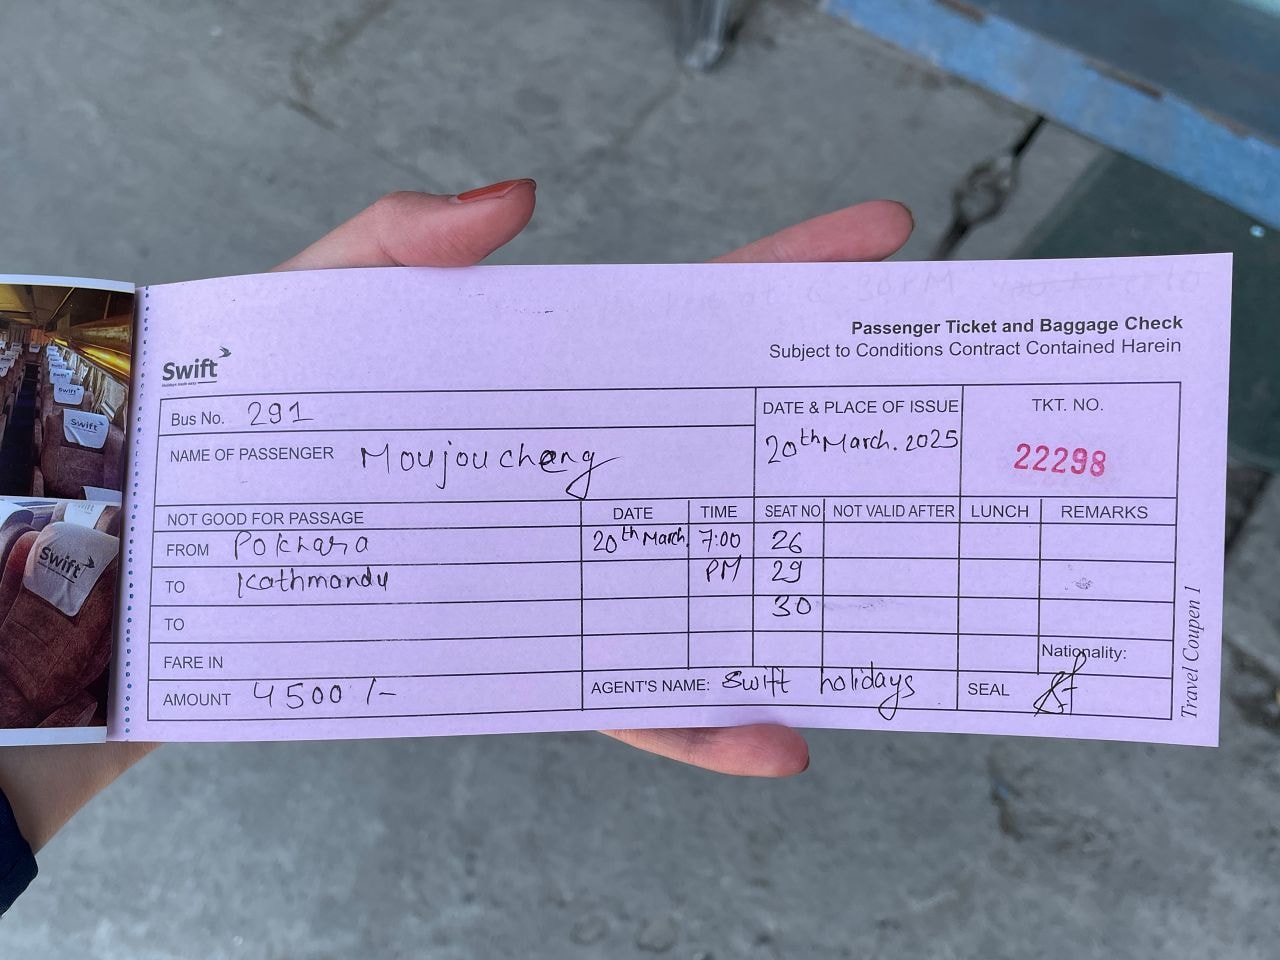 Passenger Ticket and Baggage Check
Subject to Conditions Contract Contained Harein
Swift
Bus No. 291
DATE & PLACE OF ISSUE
20th March. 2025
TKT. NO.
22298
NAME OF PASSENGER Moujoucheng
NOT GOOD FOR PASSAGE DATE TIME SEAT NO NOT VALID AFTER LUNCH REMARKS
FROM Pokhara 20th March. 7:00 26
TO Kathmandu PM 29
TO 30
FARE IN Nationality:
AMOUNT 4500/- AGENT'S NAME: Swift holidays SEAL
Travel Coupen 1
Swift
Swift
Swift